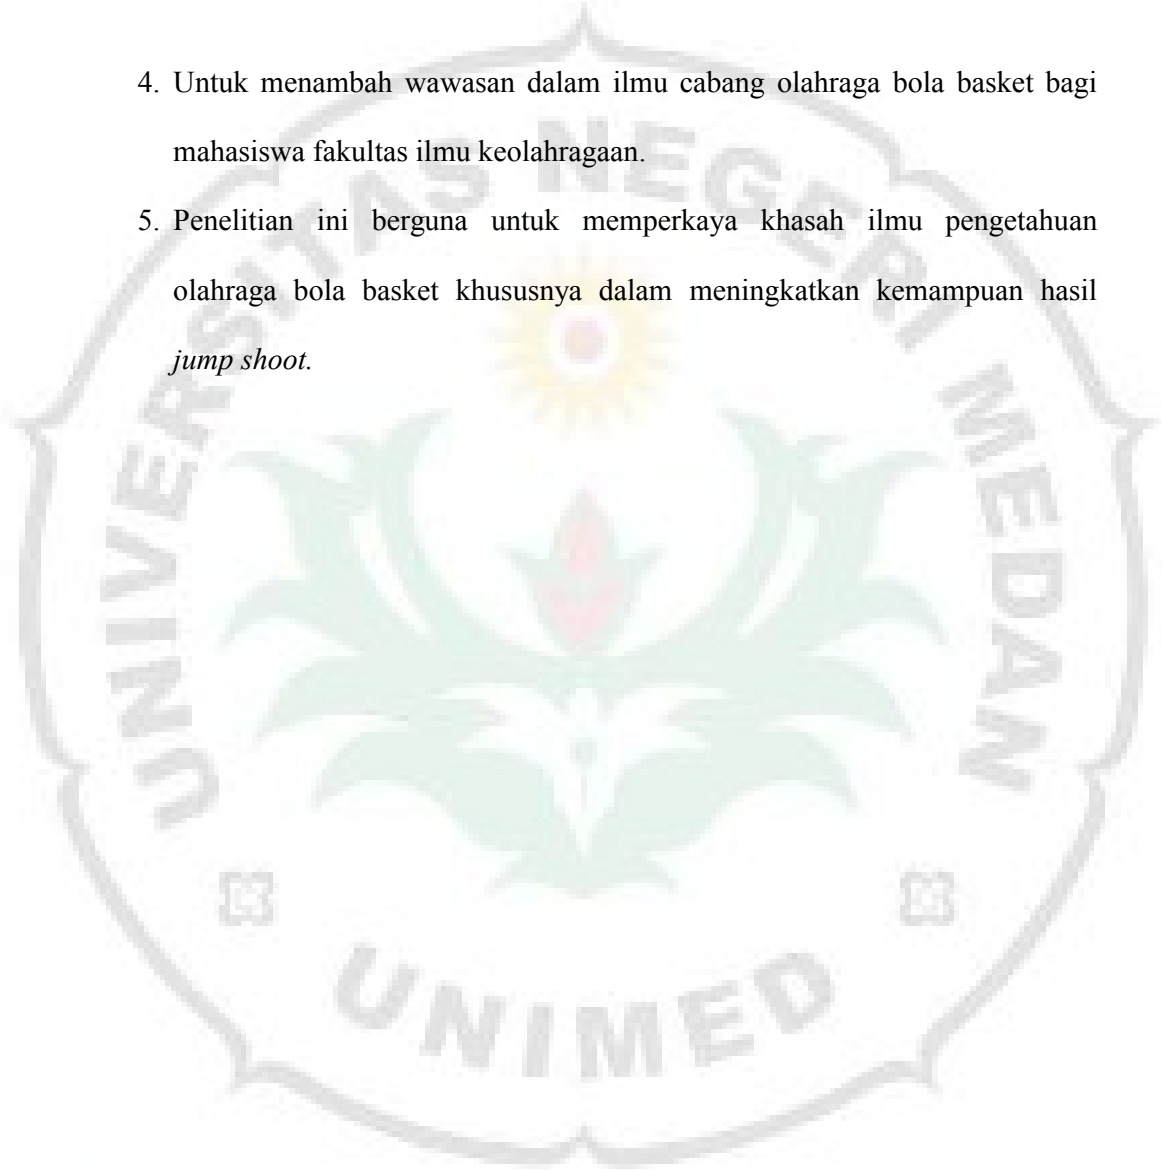 4. Untuk menambah wawasan dalam ilmu cabang olahraga bola basket bagi
mahasiswa fakultas ilmu keolahragaan.
5. Penelitian ini berguna untuk memperkaya khasah ilmu pengetahuan
olahraga bola basket khususnya dalam meningkatkan kemampuan hasil
jump shoot.
UNIVERSITAS NEGERI MEDAN
UNIMED